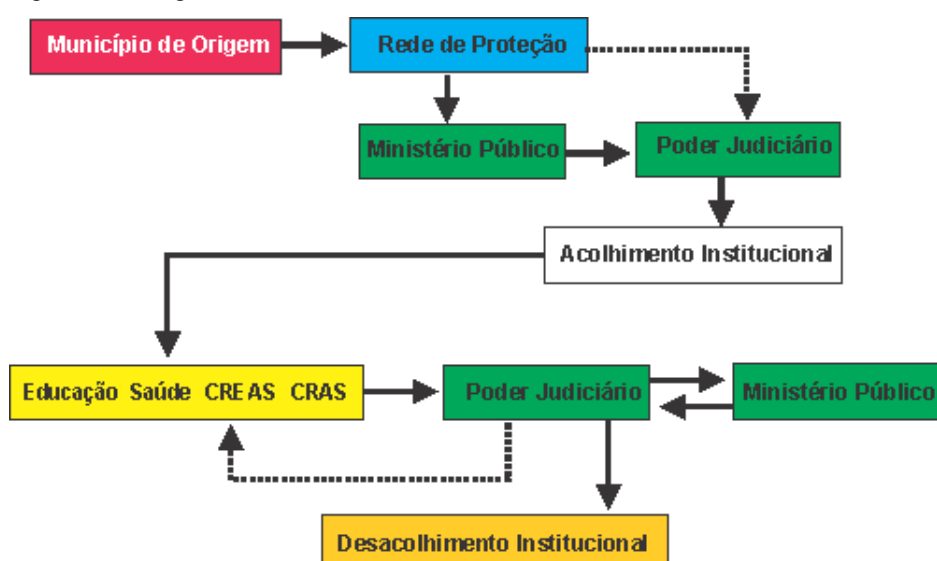 Município de Origem
Rede de Proteção
Ministério Público
Poder Judiciário
Acolhimento Institucional
Educação Saúde CREAS CRAS
Poder Judiciário
Ministério Público
Desacolhimento Institucional